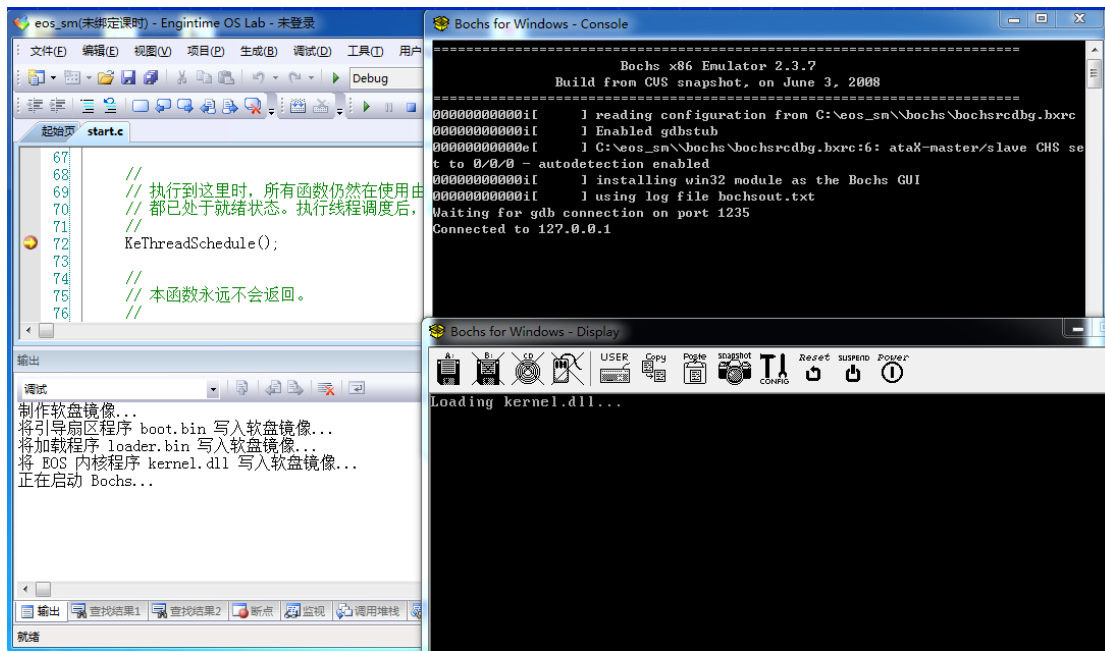 eos_sm(未绑定课时) - Engintime OS Lab - 未登录
文件(F) 编辑(E) 视图(V) 项目(P) 生成(B) 调试(D) 工具(T) 用户
Debug
起始页 start.c
67
68 //
69 // 执行到这里时，所有函数仍然在使用由
70 // 都已处于就绪状态。执行线程调度后，
71 //
72 KeThreadSchedule();
73
74 //
75 // 本函数永远不会返回。
76 //
输出
调试
制作软盘镜像...
将引导扇区程序 boot.bin 写入软盘镜像...
将加载程序 loader.bin 写入软盘镜像...
将 EOS 内核程序 kernel.dll 写入软盘镜像...
正在启动 Bochs...
输出 查找结果1 查找结果2 断点 监视 调用堆栈
就绪
Bochs for Windows - Console
========================================================================
Bochs x86 Emulator 2.3.7
Build from CVS snapshot, on June 3, 2008
========================================================================
00000000000i[ ] reading configuration from C:\eos_sm\\bochs\bochsrcdbg.bxrc
00000000000i[ ] Enabled gdbstub
00000000000e[ ] C:\eos_sm\\bochs\bochsrcdbg.bxrc:6: ataX-master/slave CHS se
t to 0/0/0 - autodetection enabled
00000000000i[ ] installing win32 module as the Bochs GUI
00000000000i[ ] using log file bochsout.txt
Waiting for gdb connection on port 1235
Connected to 127.0.0.1
Bochs for Windows - Display
A: B: CD USER Copy Paste snapshot CONFIG Reset SUSPEND Power
Loading kernel.dll...